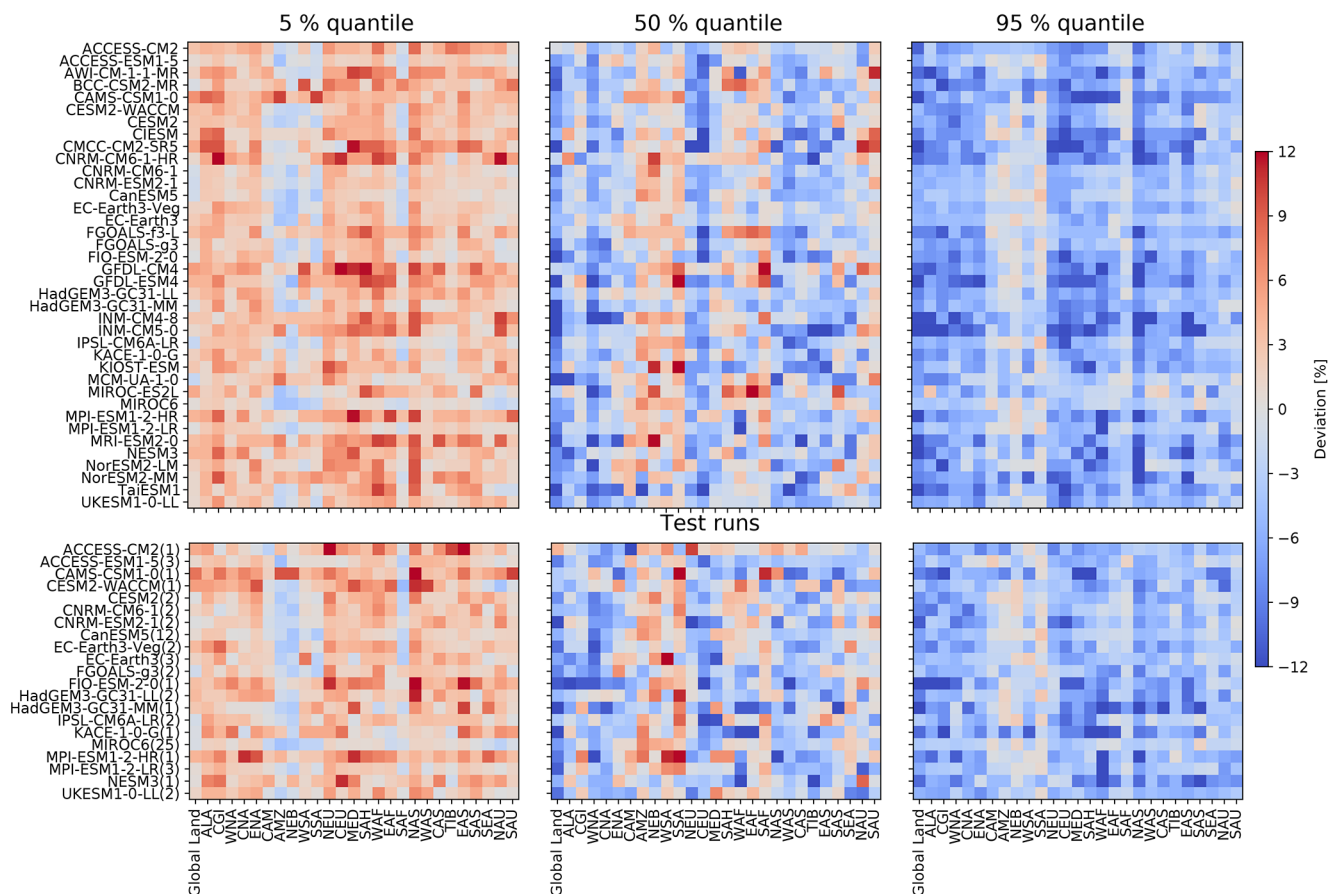 5 % quantile
50 % quantile
95 % quantile
ACCESS-CM2
ACCESS-ESM1-5
AWI-CM-1-1-MR
BCC-CSM2-MR
CAMS-CSM1-0
CESM2-WACCM
CESM2
CIESM
CMCC-CM2-SR5
CNRM-CM6-1-HR
CNRM-CM6-1
CNRM-ESM2-1
CanESM5
EC-Earth3-Veg
EC-Earth3
FGOALS-f3-L
FGOALS-g3
FIO-ESM-2-0
GFDL-CM4
GFDL-ESM4
HadGEM3-GC31-LL
HadGEM3-GC31-MM
INM-CM4-8
INM-CM5-0
IPSL-CM6A-LR
KACE-1-0-G
KIOST-ESM
MCM-UA-1-0
MIROC-ES2L
MIROC6
MPI-ESM1-2-HR
MPI-ESM1-2-LR
MRI-ESM2-0
NESM3
NorESM2-LM
NorESM2-MM
TaiESM1
UKESM1-0-LL
12
9
6
3
0
−3
−6
−9
−12
Deviation [%]
Test runs
ACCESS-CM2(1)
ACCESS-ESM1-5(3)
CAMS-CSM1-0(1)
CESM2-WACCM(1)
CESM2(2)
CNRM-CM6-1(2)
CNRM-ESM2-1(2)
CanESM5(12)
EC-Earth3-Veg(2)
EC-Earth3(3)
FGOALS-g3(2)
FIO-ESM-2-0(1)
HadGEM3-GC31-LL(2)
HadGEM3-GC31-MM(1)
IPSL-CM6A-LR(2)
KACE-1-0-G(1)
MIROC6(25)
MPI-ESM1-2-HR(1)
MPI-ESM1-2-LR(3)
NESM3(1)
UKESM1-0-LL(2)
Global Land ALA CGI WNA CNA ENA CAM AMZ NEB WSA SSA NEU CEU MED SAH WAF EAF SAF NAS WAS CAS TIB EAS SAS SEA NAU SAU
Global Land ALA CGI WNA CNA ENA CAM AMZ NEB WSA SSA NEU CEU MED SAH WAF EAF SAF NAS WAS CAS TIB EAS SAS SEA NAU SAU
Global Land ALA CGI WNA CNA ENA CAM AMZ NEB WSA SSA NEU CEU MED SAH WAF EAF SAF NAS WAS CAS TIB EAS SAS SEA NAU SAU